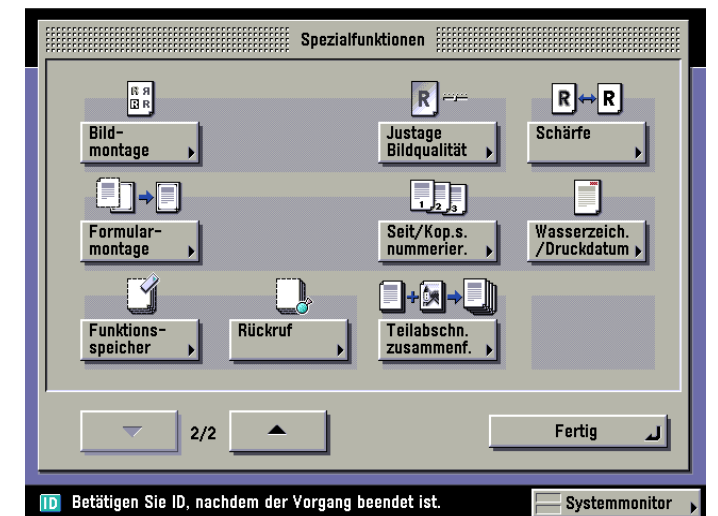 Spezialfunktionen
Bild-
montage
Justage
Bildqualität
Schärfe
Formular-
montage
Seit/Kop.s.
nummerier.
Wasserzeich.
/Druckdatum
Funktions-
speicher
Rückruf
Teilabschn.
zusammenf.
2/2
Fertig
ID Betätigen Sie ID, nachdem der Vorgang beendet ist.
Systemmonitor